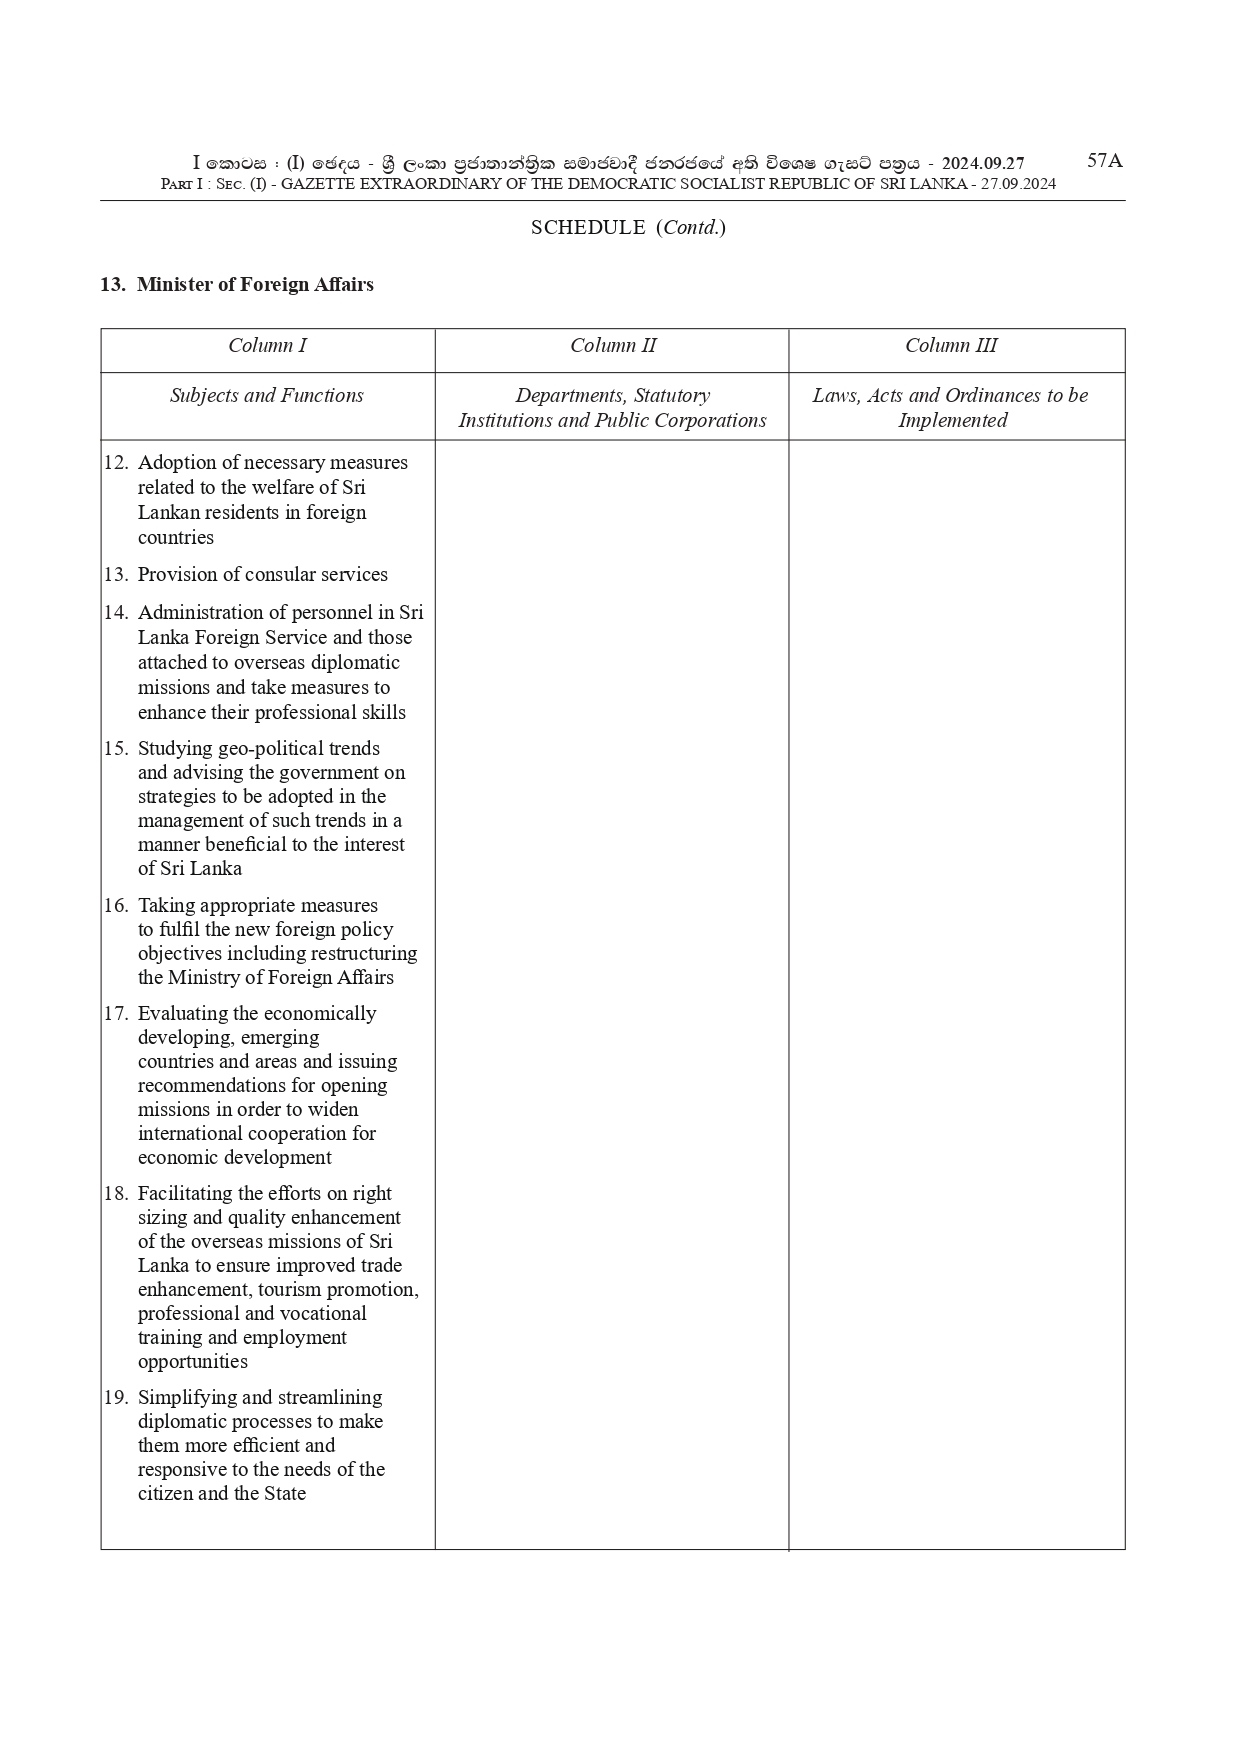 I කොටස : (I) ඡේදය - ශ්‍රී ලංකා ප්‍රජාතාන්ත්‍රික සමාජවාදී ජනරජයේ අති විශෙෂ ගැසට් පත්‍රය - 2024.09.27 57A
Part I : Sec. (I) - GAZETTE EXTRAORDINARY OF THE DEMOCRATIC SOCIALIST REPUBLIC OF SRI LANKA - 27.09.2024
SCHEDULE (Contd.)
13. Minister of Foreign Affairs
Column I Column II Column III
Subjects and Functions
Departments, Statutory
Institutions and Public Corporations
Laws, Acts and Ordinances to be
Implemented
12. Adoption of necessary measures
related to the welfare of Sri
Lankan residents in foreign
countries
13. Provision of consular services
14. Administration of personnel in Sri
Lanka Foreign Service and those
attached to overseas diplomatic
missions and take measures to
enhance their professional skills
15. Studying geo-political trends
and advising the government on
strategies to be adopted in the
management of such trends in a
manner beneficial to the interest
of Sri Lanka
16. Taking appropriate measures
to fulfil the new foreign policy
objectives including restructuring
the Ministry of Foreign Affairs
17. Evaluating the economically
developing, emerging
countries and areas and issuing
recommendations for opening
missions in order to widen
international cooperation for
economic development
18. Facilitating the efforts on right
sizing and quality enhancement
of the overseas missions of Sri
Lanka to ensure improved trade
enhancement, tourism promotion,
professional and vocational
training and employment
opportunities
19. Simplifying and streamlining
diplomatic processes to make
them more efficient and
responsive to the needs of the
citizen and the State